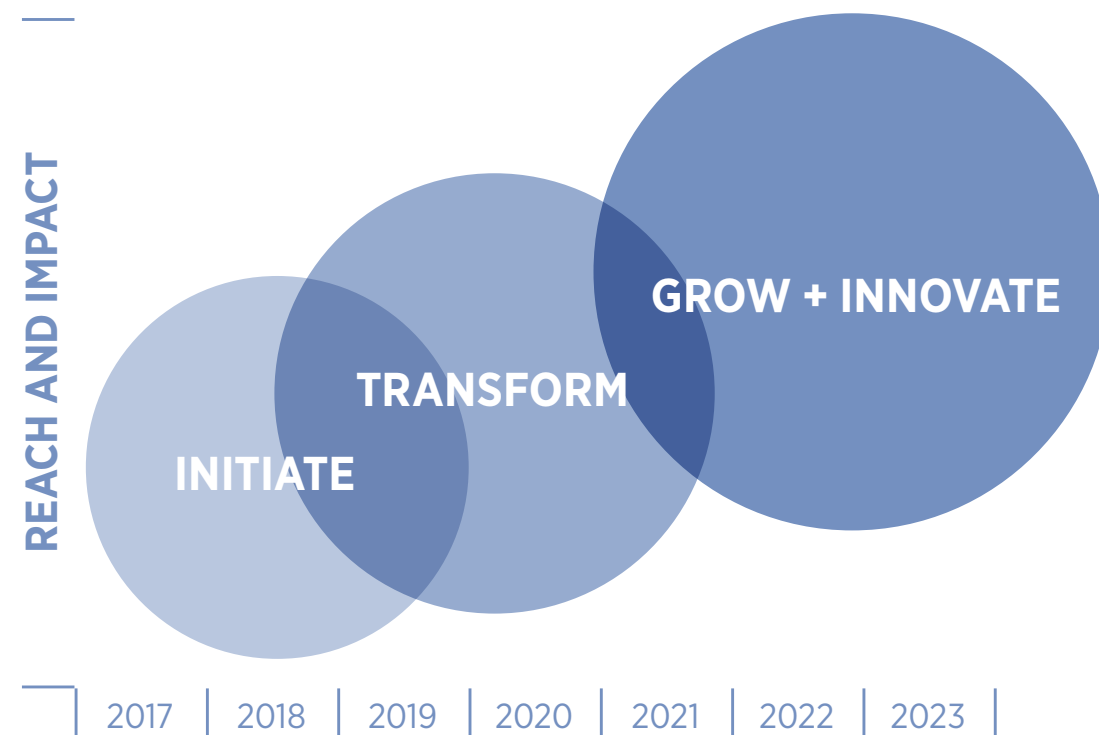 REACH AND IMPACT
GROW + INNOVATE
TRANSFORM
INITIATE
2017 2018 2019 2020 2021 2022 2023